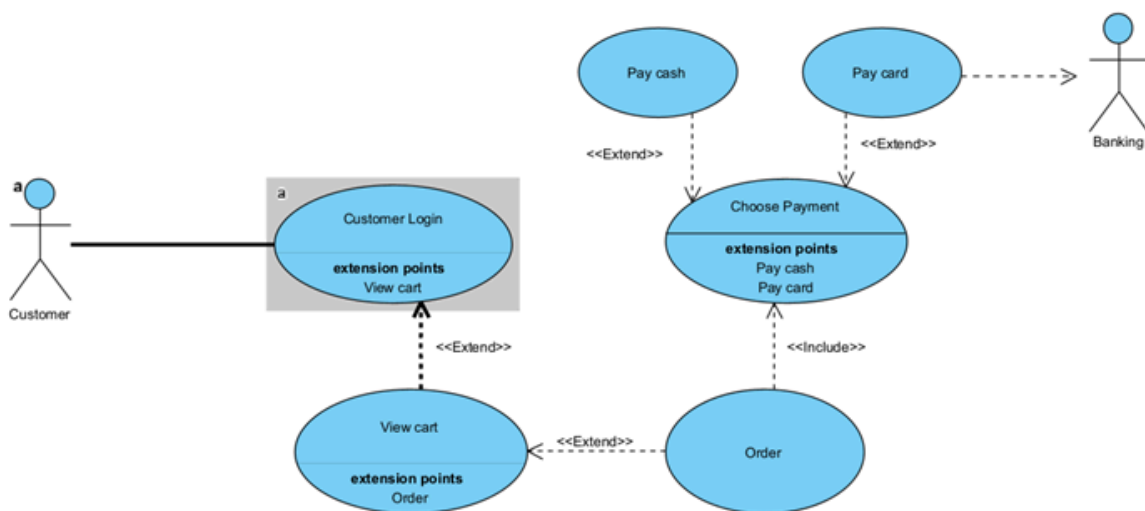 Pay cash
Pay card
Banking
<<Extend>>
<<Extend>>
a
Customer
a
Customer Login
extension points
View cart
Choose Payment
extension points
Pay cash
Pay card
<<Extend>>
<<Include>>
View cart
extension points
Order
<<Extend>>
Order